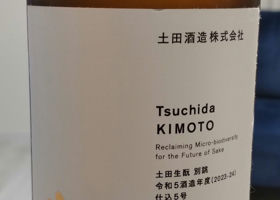 土田酒造株式会社
Tsuchida
KIMOTO
Reclaiming Micro-biodiversity
for the Future of Sake
土田生酛 別誂
令和5酒造年度(2023-24)
仕込5号